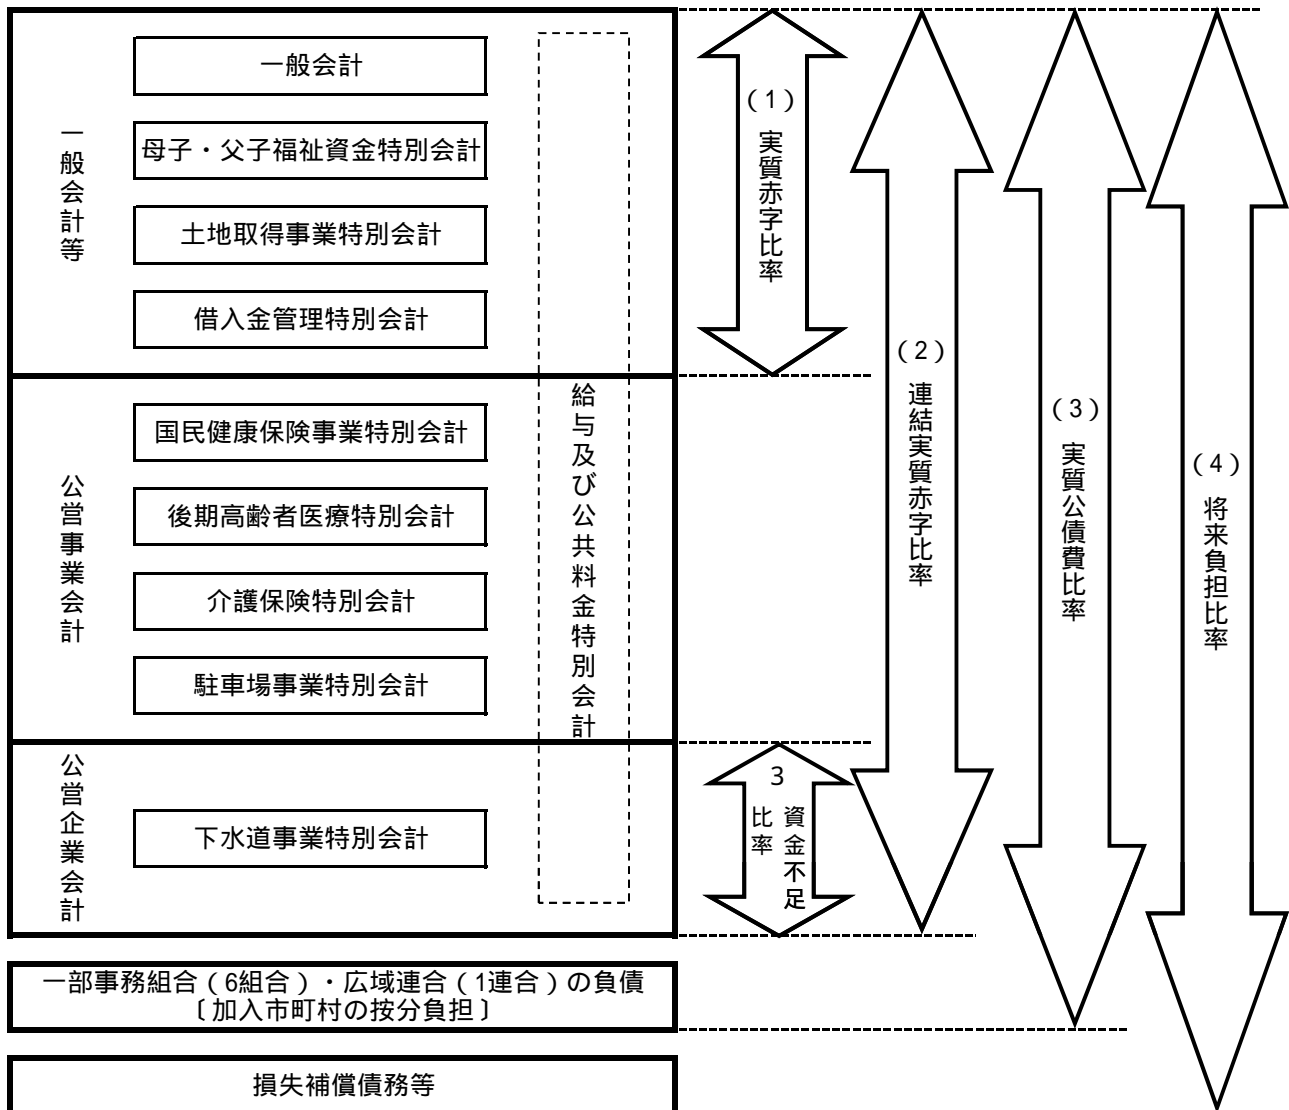 一般会計等
一般会計
母子・父子福祉資金特別会計
土地取得事業特別会計
借入金管理特別会計
公営事業会計
国民健康保険事業特別会計
後期高齢者医療特別会計
介護保険特別会計
駐車場事業特別会計
公営企業会計
下水道事業特別会計
給与及び公共料金特別会計
（1）実質赤字比率
3
資金不足
比率
（2）連結実質赤字比率
（3）実質公債費比率
（4）将来負担比率
一部事務組合（6組合）・広域連合（1連合）の負債
〔加入市町村の按分負担〕
損失補償債務等